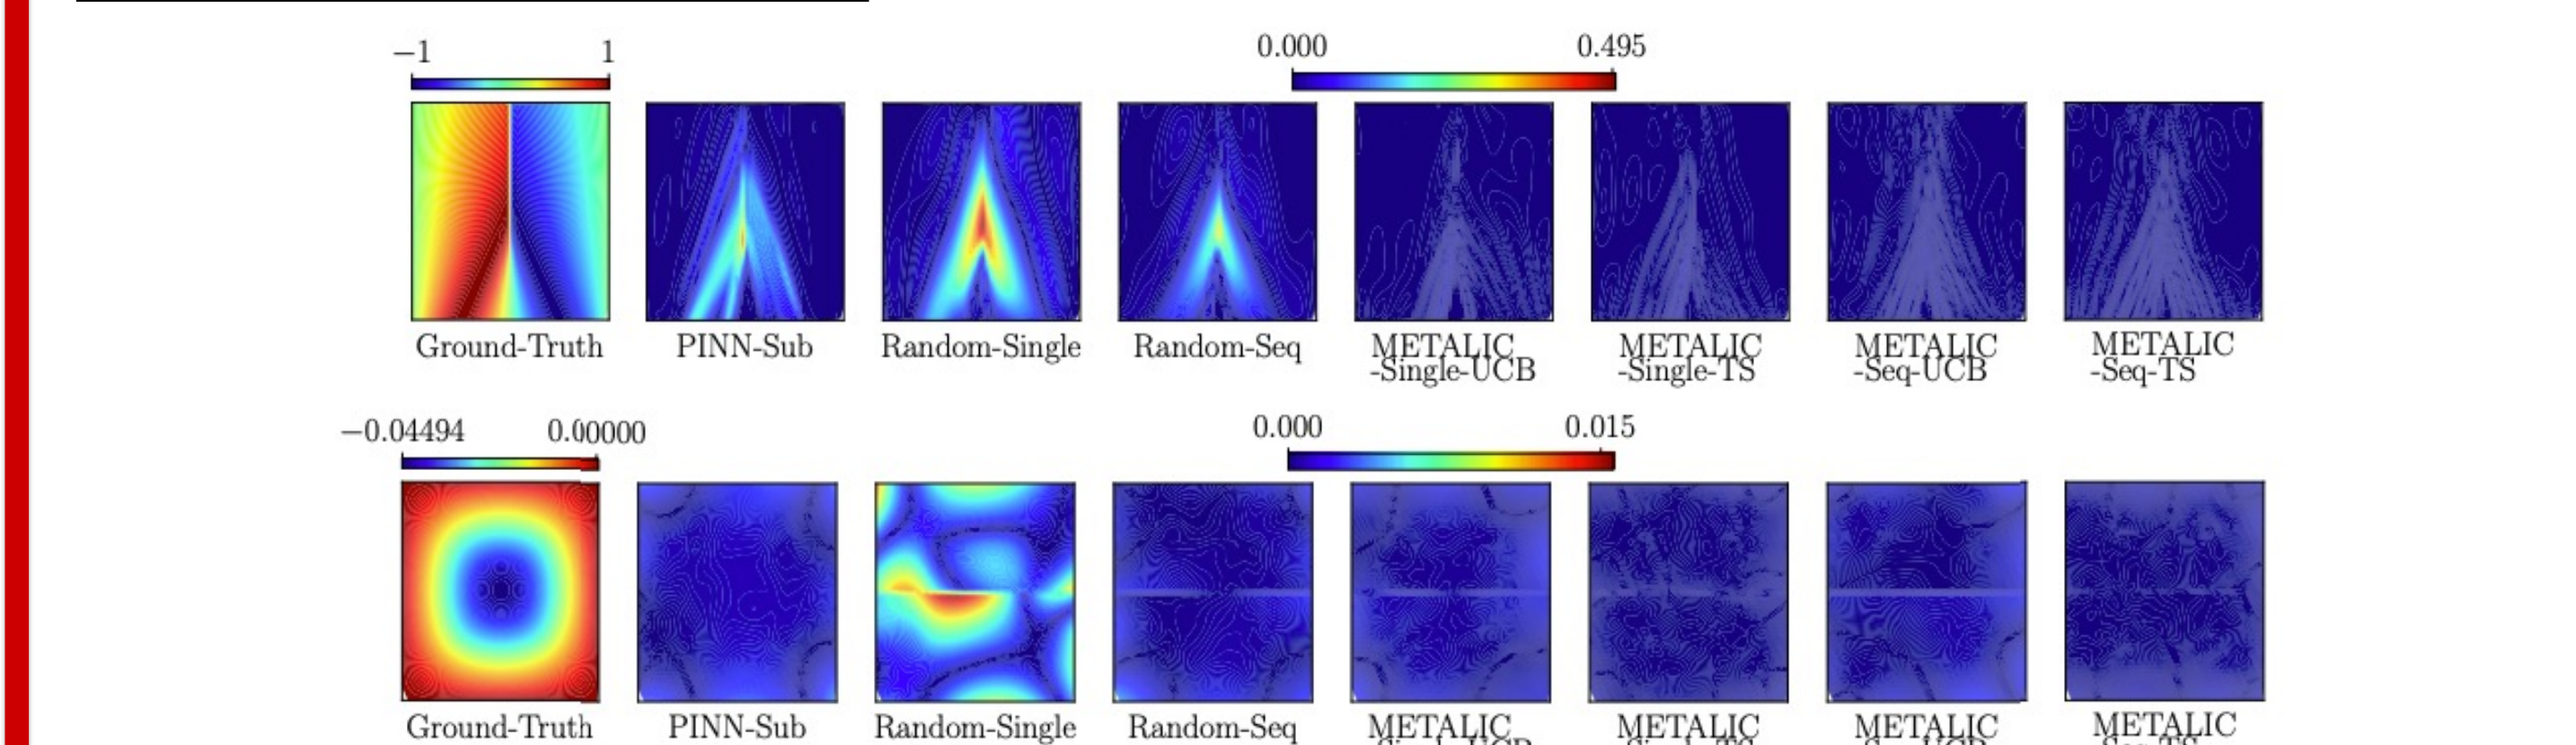 −1 1 0.000 0.495
Ground-Truth PINN-Sub Random-Single Random-Seq METALIC METALIC METALIC METALIC
-Single-UCB -Single-TS -Seq-UCB -Seq-TS
−0.04494 0.00000 0.000 0.015
Ground-Truth PINN-Sub Random-Single Random-Seq METALIC METALIC METALIC METALIC